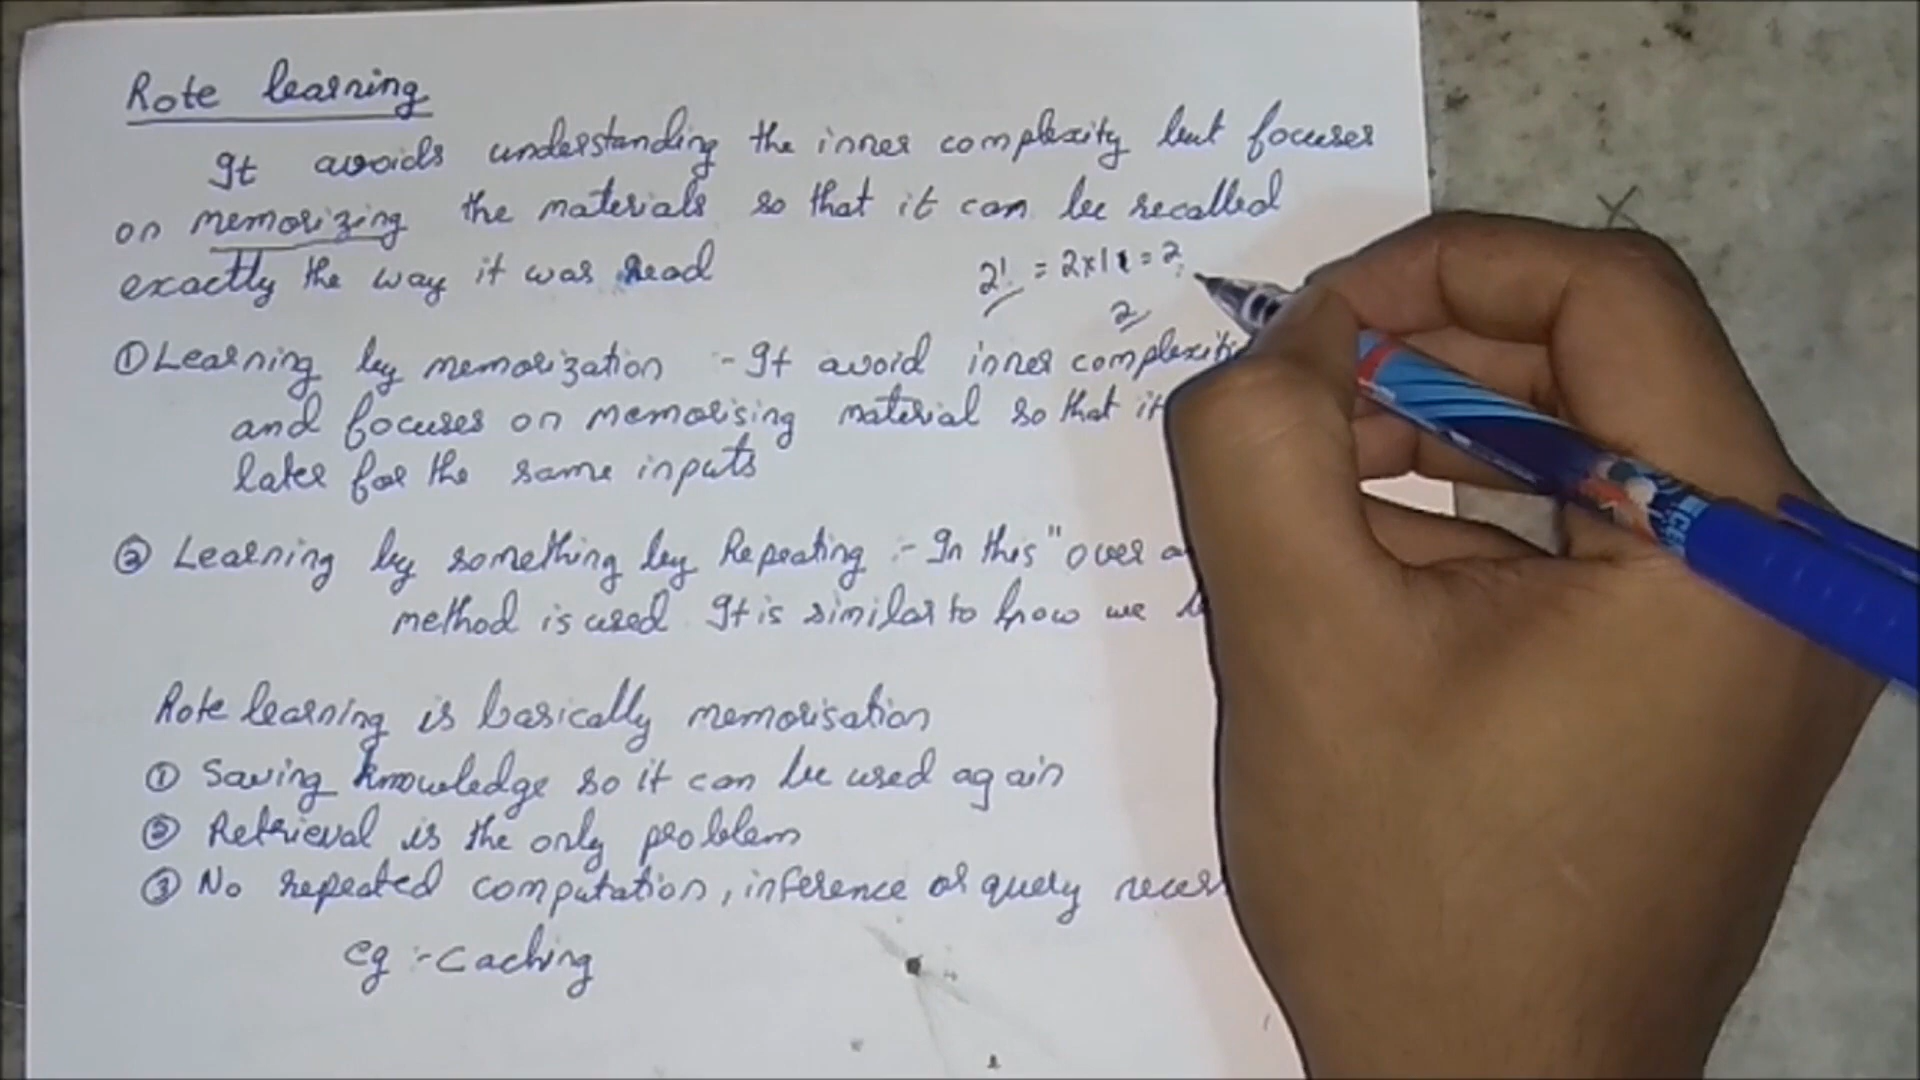 Rote learning
It avoids understanding the inner complexity but focuses
on memorizing the materials so that it can be recalled
exactly the way it was read
2! = 2x1 = 2
2
① Learning by memorization :- It avoid inner complexiti
and focuses on memorising material so that it
later for the same inputs
② Learning by something by Repeating :- In this "over a
method is used It is similar to know we
Rote learning is basically memorisation
① Saving knowledge so it can be used again
② Retrieval is the only problem
③ No repeated computation, inference or query neces
eg :- Caching